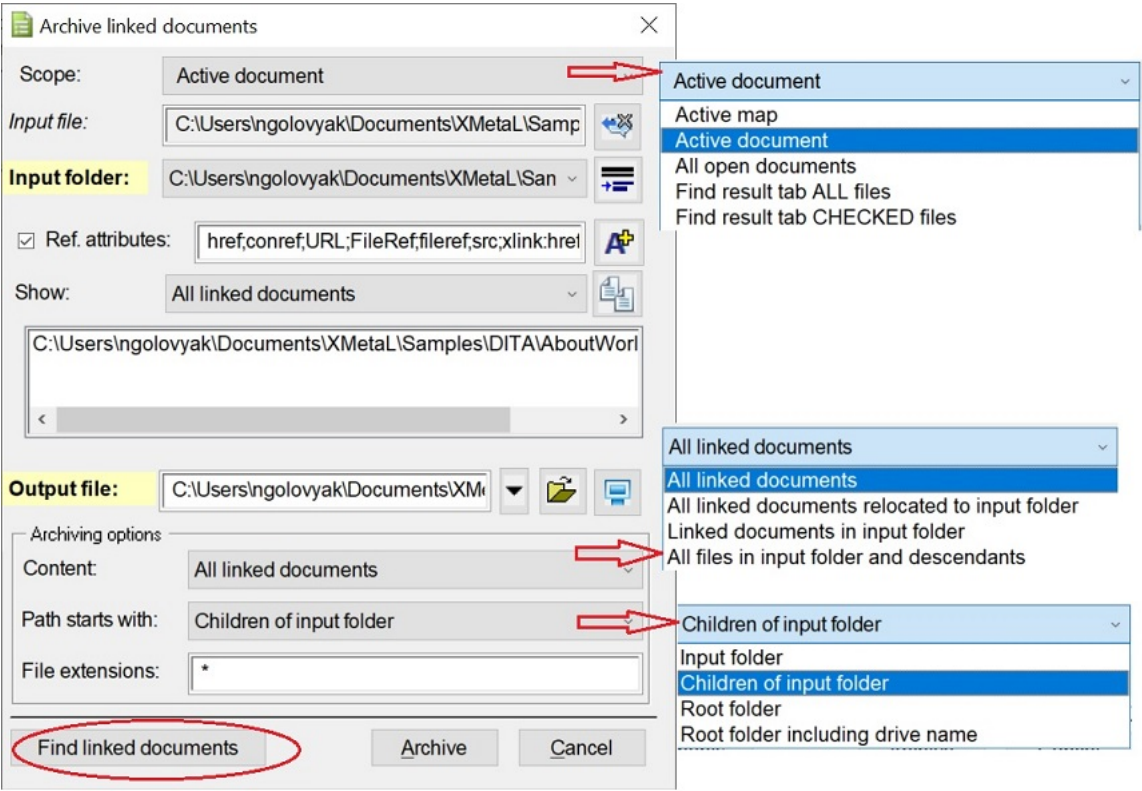 Archive linked documents
Scope: Active document
Input file: C:\Users\ngolovyak\Documents\XMetaL\Samp
Input folder: C:\Users\ngolovyak\Documents\XMetaL\San
Ref. attributes: href;conref;URL;FileRef;fileref;src;xlink:href
Show: All linked documents
C:\Users\ngolovyak\Documents\XMetaL\Samples\DITA\AboutWorl
Output file: C:\Users\ngolovyak\Documents\XM
Archiving options
Content: All linked documents
Path starts with: Children of input folder
File extensions: *
Find linked documents Archive Cancel
Active document
Active map
Active document
All open documents
Find result tab ALL files
Find result tab CHECKED files
All linked documents
All linked documents
All linked documents relocated to input folder
Linked documents in input folder
All files in input folder and descendants
Children of input folder
Input folder
Children of input folder
Root folder
Root folder including drive name